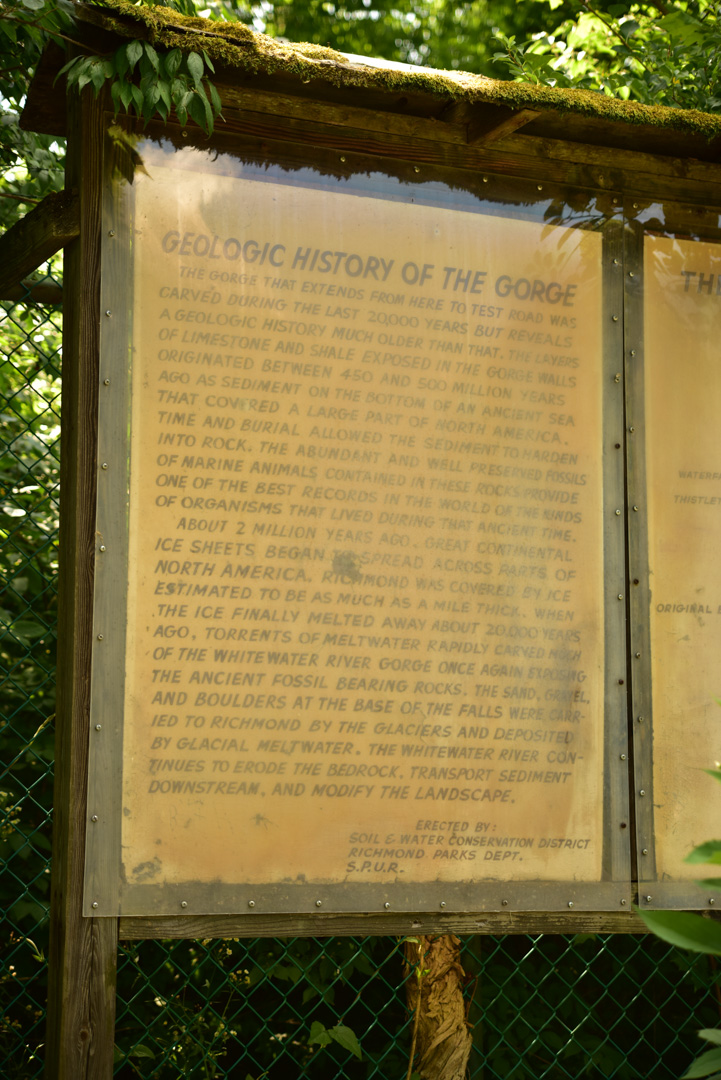 GEOLOGIC HISTORY OF THE GORGE
THE GORGE THAT EXTENDS FROM HERE TO TEST ROAD WAS
CARVED DURING THE LAST 20,000 YEARS BUT REVEALS
A GEOLOGIC HISTORY MUCH OLDER THAN THAT. THE LAYERS
OF LIMESTONE AND SHALE EXPOSED IN THE GORGE WALLS
ORIGINATED BETWEEN 450 AND 500 MILLION YEARS
AGO AS SEDIMENT ON THE BOTTOM OF AN ANCIENT SEA
THAT COVERED A LARGE PART OF NORTH AMERICA.
TIME AND BURIAL ALLOWED THE SEDIMENT TO HARDEN
INTO ROCK. THE ABUNDANT AND WELL PRESERVED FOSSILS
OF MARINE ANIMALS CONTAINED IN THESE ROCKS PROVIDE
ONE OF THE BEST RECORDS IN THE WORLD OF THE KINDS
OF ORGANISMS THAT LIVED DURING THAT ANCIENT TIME.
ABOUT 2 MILLION YEARS AGO, GREAT CONTINENTAL
ICE SHEETS BEGAN TO SPREAD ACROSS PARTS OF
NORTH AMERICA. RICHMOND WAS COVERED BY ICE
ESTIMATED TO BE AS MUCH AS A MILE THICK. WHEN
THE ICE FINALLY MELTED AWAY ABOUT 20,000 YEARS
AGO, TORRENTS OF MELTWATER RAPIDLY CARVED MUCH
OF THE WHITEWATER RIVER GORGE ONCE AGAIN EXPOSING
THE ANCIENT FOSSIL BEARING ROCKS. THE SAND, GRAVEL,
AND BOULDERS AT THE BASE OF THE FALLS WERE CARR-
IED TO RICHMOND BY THE GLACIERS AND DEPOSITED
BY GLACIAL MELTWATER. THE WHITEWATER RIVER CON-
TINUES TO ERODE THE BEDROCK, TRANSPORT SEDIMENT
DOWNSTREAM, AND MODIFY THE LANDSCAPE.
ERECTED BY:
SOIL & WATER CONSERVATION DISTRICT
RICHMOND PARKS DEPT.
S.P.U.R.
WATERF
THISTLE
ORIGINAL